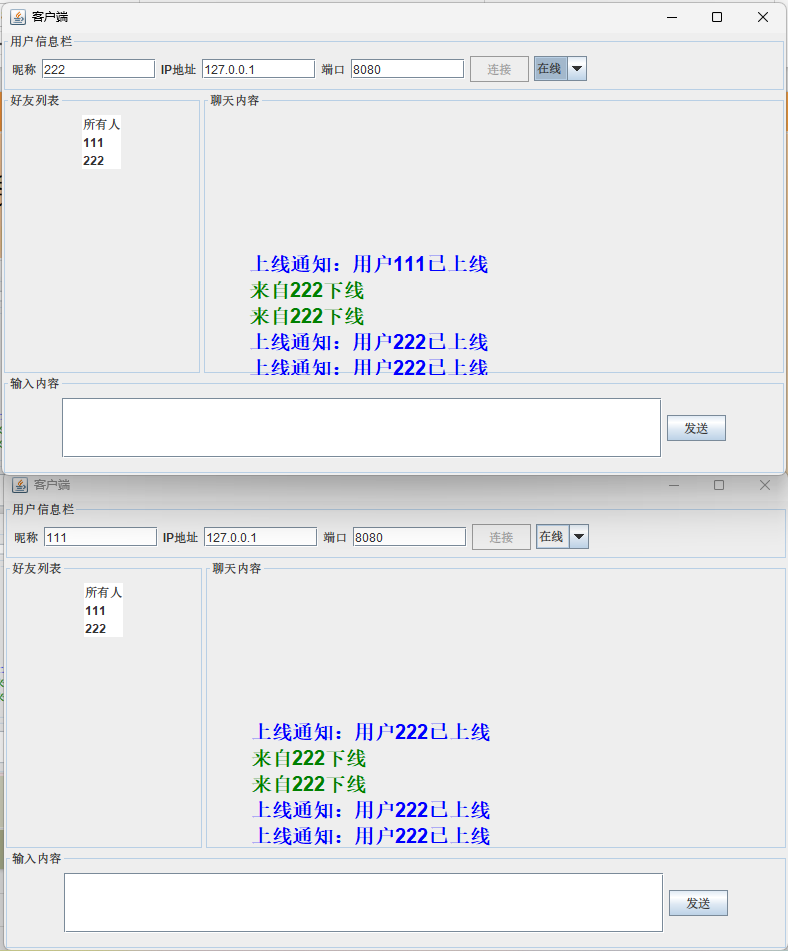 客户端
用户信息栏
昵称 222 IP地址 127.0.0.1 端口 8080 连接 在线
好友列表 聊天内容
所有人
111
222
上线通知：用户111已上线
来自222下线
来自222下线
上线通知：用户222已上线
上线通知：用户222已上线
输入内容
发送
客户端
用户信息栏
昵称 111 IP地址 127.0.0.1 端口 8080 连接 在线
好友列表 聊天内容
所有人
111
222
上线通知：用户222已上线
来自222下线
来自222下线
上线通知：用户222已上线
上线通知：用户222已上线
输入内容
发送